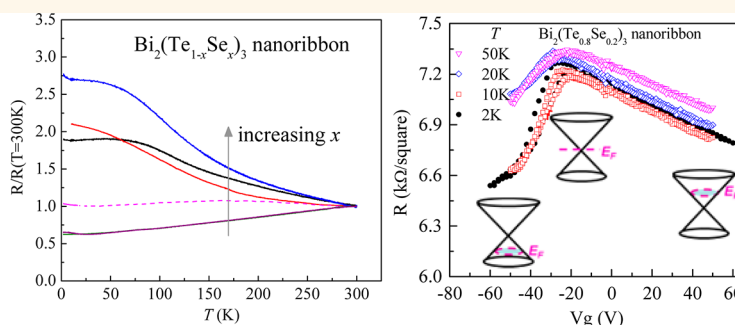 Bi2(Te1-xSex)3 nanoribbon
increasing x
R/R(T=300K)
3.5
3.0
2.5
2.0
1.5
1.0
0.5
0.0
0 50 100 150 200 250 300
T (K)
T Bi2(Te0.8Se0.2)3 nanoribbon
50K
20K
10K
2K
R (kΩ/square)
7.5
7.2
6.9
6.6
6.3
6.0
EF
EF
-80 -60 -40 -20 0 20 40
Vg (V)